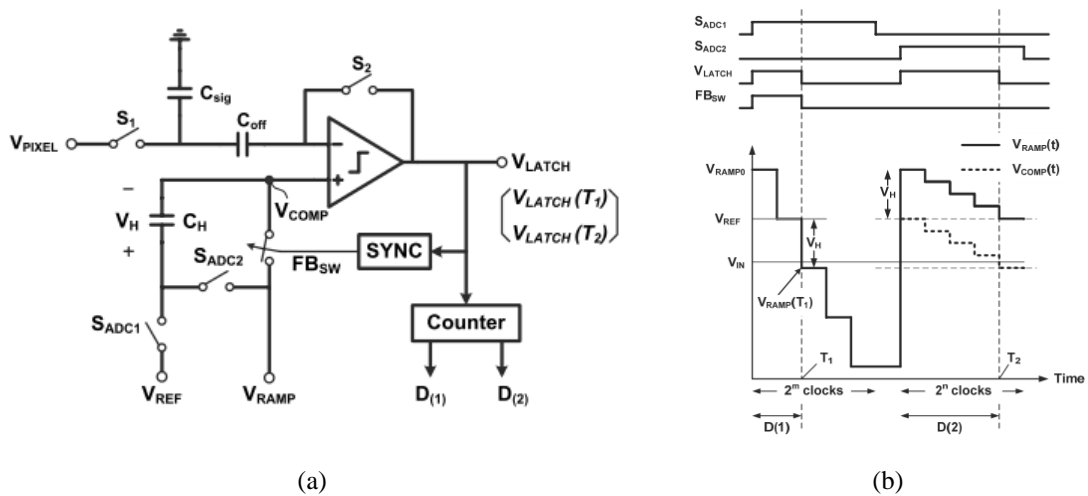 S1
VPIXEL
Csig
Coff
S2
−
+
VLATCH
VLATCH (T1)
VLATCH (T2)
−
VH
+
CH
VCOMP
SADC2
FBSW
SYNC
SADC1
Counter
VREF
VRAMP
D(1)
D(2)
(a)
SADC1
SADC2
VLATCH
FBSW
VRAMP(t)
VCOMP(t)
VRAMP0
VH
VREF
VH
VIN
VRAMP(T1)
T1
T2
Time
2^m clocks
2^n clocks
D(1)
D(2)
(b)